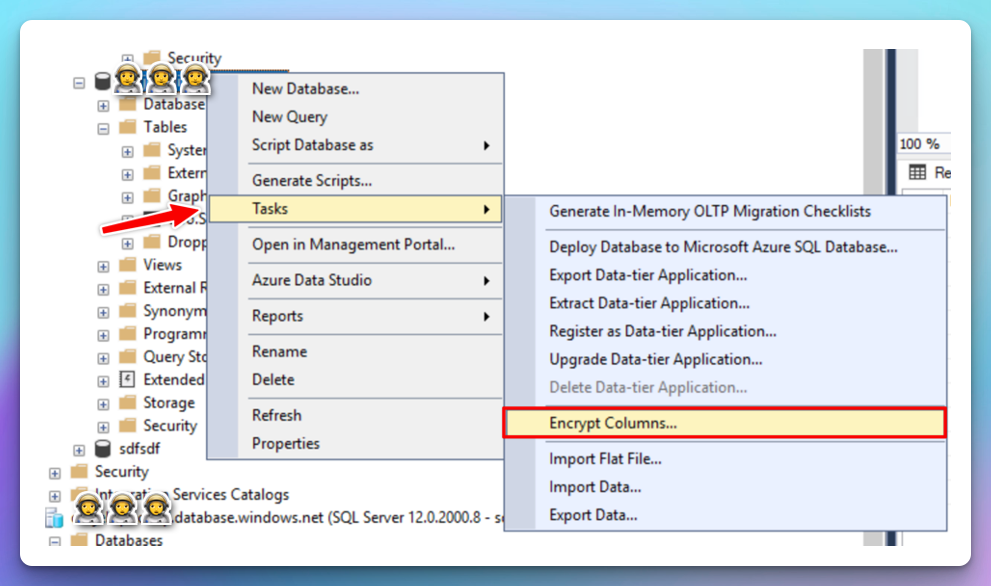 Security
Database
Tables
System
Extern
Graph
Dropp
Views
External R
Synonym
Programm
Query Sto
Extended
Storage
Security
sdfsdf
Security
Integration Services Catalogs
.database.windows.net (SQL Server 12.0.2000.8 - se
Databases
New Database...
New Query
Script Database as
Generate Scripts...
Tasks
Open in Management Portal...
Azure Data Studio
Reports
Rename
Delete
Refresh
Properties
Generate In-Memory OLTP Migration Checklists
Deploy Database to Microsoft Azure SQL Database...
Export Data-tier Application...
Extract Data-tier Application...
Register as Data-tier Application...
Upgrade Data-tier Application...
Delete Data-tier Application...
Encrypt Columns...
Import Flat File...
Import Data...
Export Data...
100 %
Re